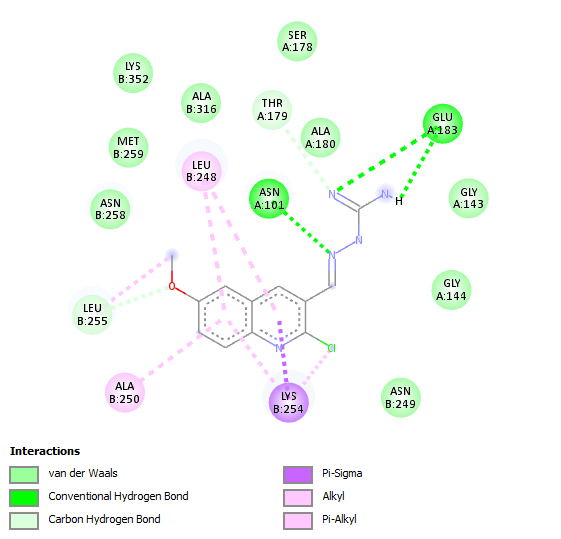 SER
A:178
LYS
B:352
ALA
B:316
THR
A:179
GLU
A:183
ALA
A:180
MET
B:259
LEU
B:248
ASN
A:101
N
N
H
GLY
A:143
ASN
B:258
N
N
GLY
A:144
O
LEU
B:255
N
Cl
ALA
B:250
LYS
B:254
ASN
B:249
Interactions
van der Waals
Pi-Sigma
Conventional Hydrogen Bond
Alkyl
Carbon Hydrogen Bond
Pi-Alkyl